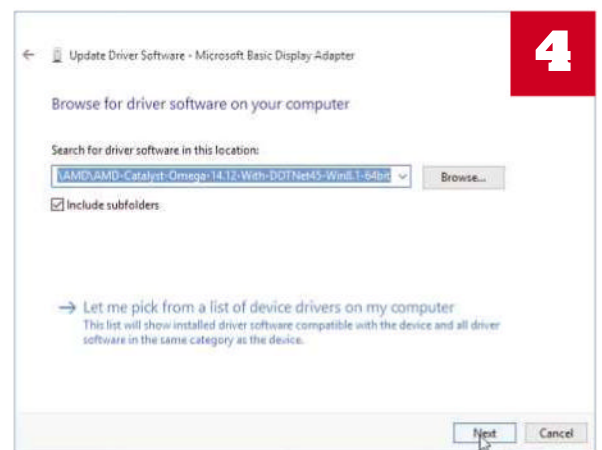 4
← Update Driver Software - Microsoft Basic Display Adapter
Browse for driver software on your computer
Search for driver software in this location:
\AMD\AMD-Catalyst-Omega-14.12-With-DOTNet45-Win8.1-64bit
Browse...
Include subfolders
→ Let me pick from a list of device drivers on my computer
This list will show installed driver software compatible with the device and all driver
software in the same category as the device.
Next Cancel